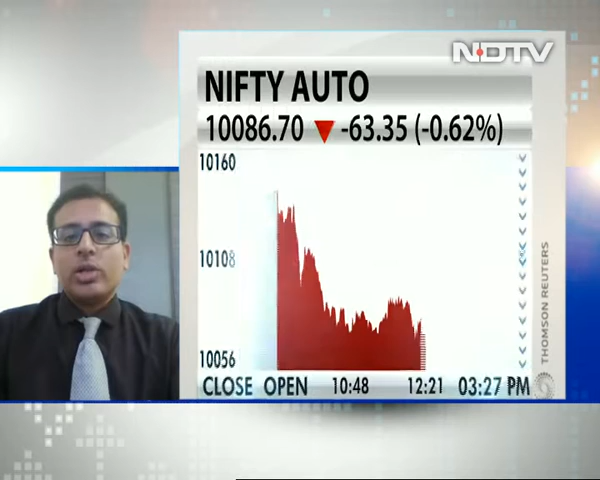 NDTV
NIFTY AUTO
10086.70 ▼ -63.35 (-0.62%)
10160
10108
10056
CLOSE OPEN 10:48 12:21 03:27 PM
THOMSON REUTERS